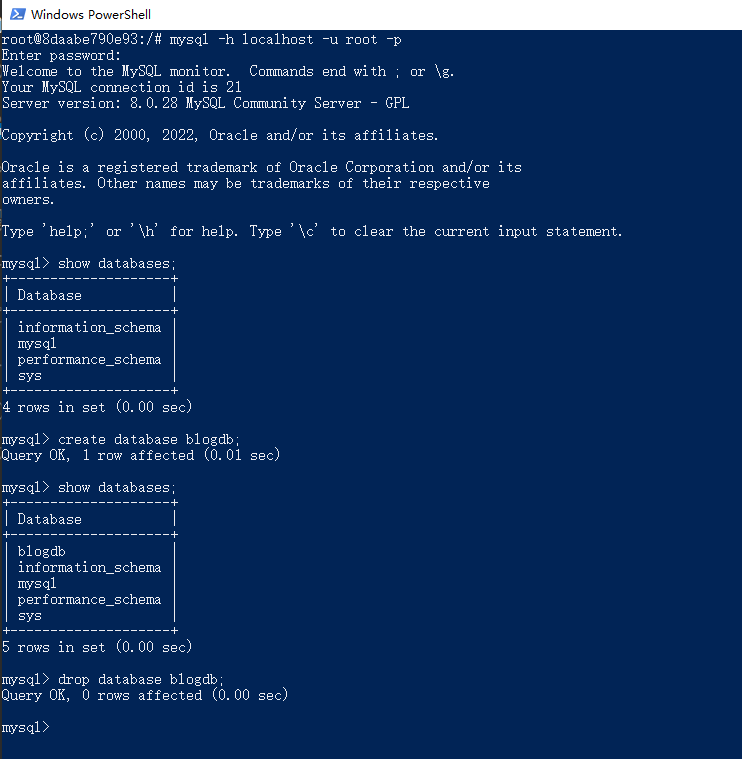 Windows PowerShell
root@8daabe790e93:/# mysql -h localhost -u root -p
Enter password:
Welcome to the MySQL monitor.  Commands end with ; or \g.
Your MySQL connection id is 21
Server version: 8.0.28 MySQL Community Server - GPL
Copyright (c) 2000, 2022, Oracle and/or its affiliates.
Oracle is a registered trademark of Oracle Corporation and/or its
affiliates. Other names may be trademarks of their respective
owners.
Type 'help;' or '\h' for help. Type '\c' to clear the current input statement.
mysql> show databases;
+--------------------+
| Database           |
+--------------------+
| information_schema |
| mysql              |
| performance_schema |
| sys                |
+--------------------+
4 rows in set (0.00 sec)
mysql> create database blogdb;
Query OK, 1 row affected (0.01 sec)
mysql> show databases;
+--------------------+
| Database           |
+--------------------+
| blogdb             |
| information_schema |
| mysql              |
| performance_schema |
| sys                |
+--------------------+
5 rows in set (0.00 sec)
mysql> drop database blogdb;
Query OK, 0 rows affected (0.00 sec)
mysql>